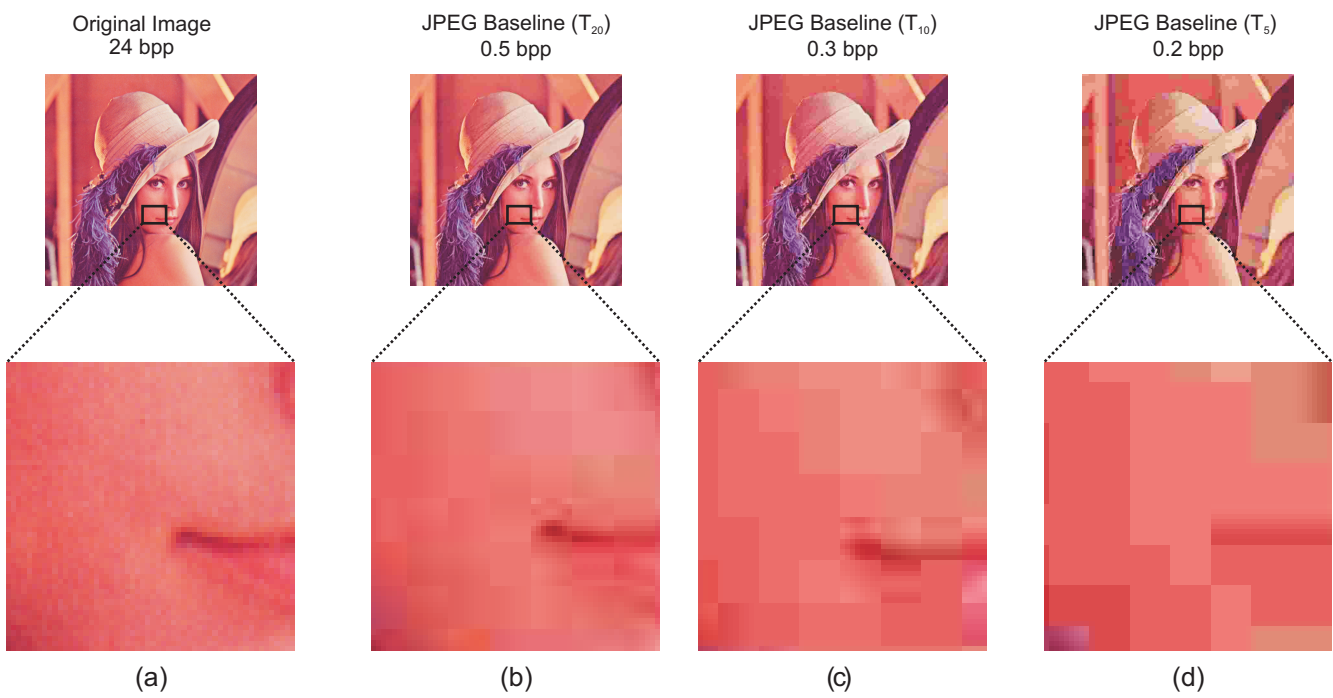 Original Image
24 bpp
JPEG Baseline (T₂₀)
0.5 bpp
JPEG Baseline (T₁₀)
0.3 bpp
JPEG Baseline (T₅)
0.2 bpp
(a)
(b)
(c)
(d)